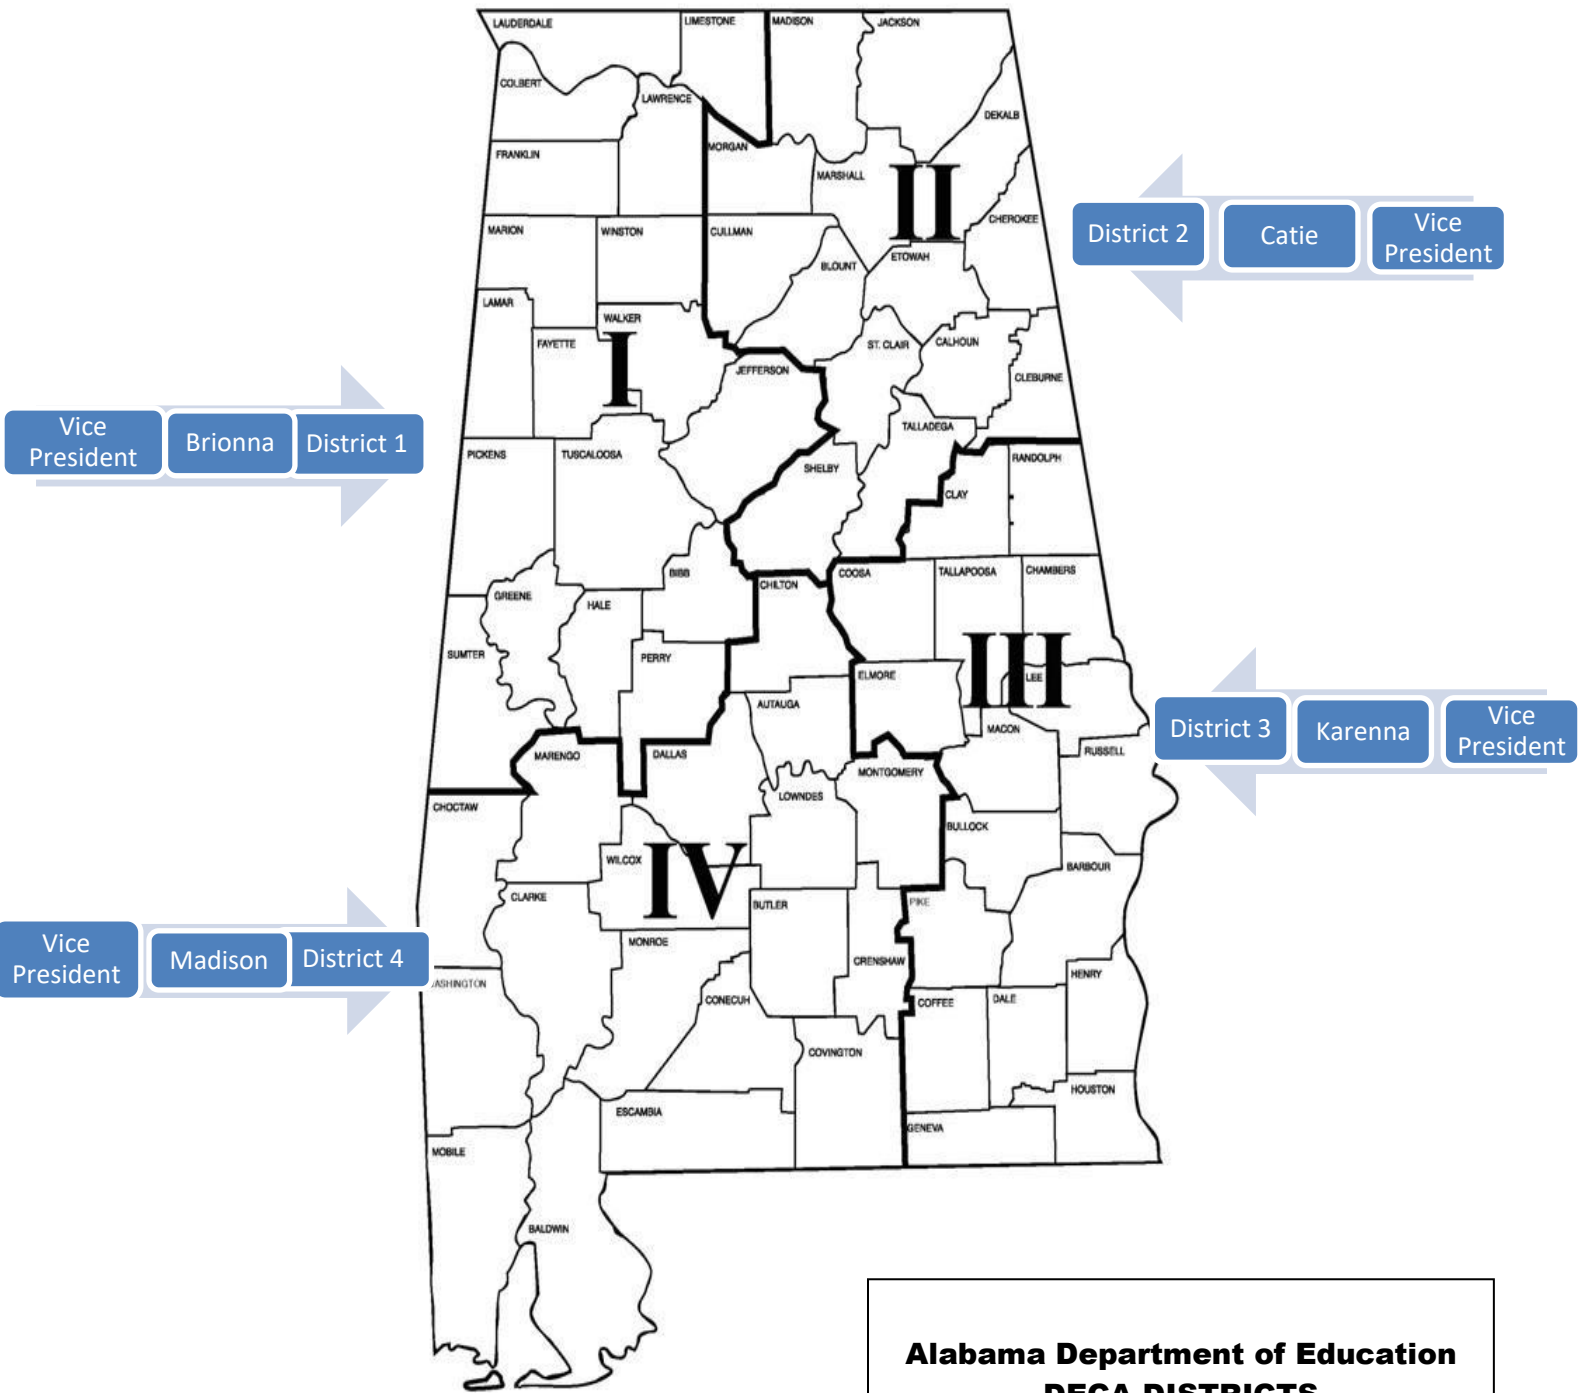 LAUDERDALE
LIMESTONE
MADISON
JACKSON
COLBERT
LAWRENCE
DEKALB
FRANKLIN
MORGAN
MARSHALL
II
CHEROKEE
MARION
WINSTON
CULLMAN
BLOUNT
ETOWAH
District 2
Catie
Vice
President
LAMAR
WALKER
FAYETTE
I
ST. CLAIR
CALHOUN
JEFFERSON
CLEBURNE
Vice
President
Brionna
District 1
TALLADEGA
PICKENS
TUSCALOOSA
SHELBY
RANDOLPH
CLAY
BIBB
CHILTON
COOSA
TALLAPOOSA
CHAMBERS
GREENE
HALE
SUMTER
PERRY
ELMORE
III
LEE
AUTAUGA
MACON
District 3
Karenna
Vice
President
MARENGO
DALLAS
RUSSELL
MONTGOMERY
LOWNDES
CHOCTAW
BULLOCK
WILCOX
IV
BARBOUR
CLARKE
BUTLER
PIKE
MONROE
CRENSHAW
Vice
President
Madison
District 4
ASHINGTON
HENRY
CONECUH
COFFEE
DALE
COVINGTON
HOUSTON
ESCAMBIA
GENEVA
MOBILE
BALDWIN
Alabama Department of Education
DECA DISTRICTS